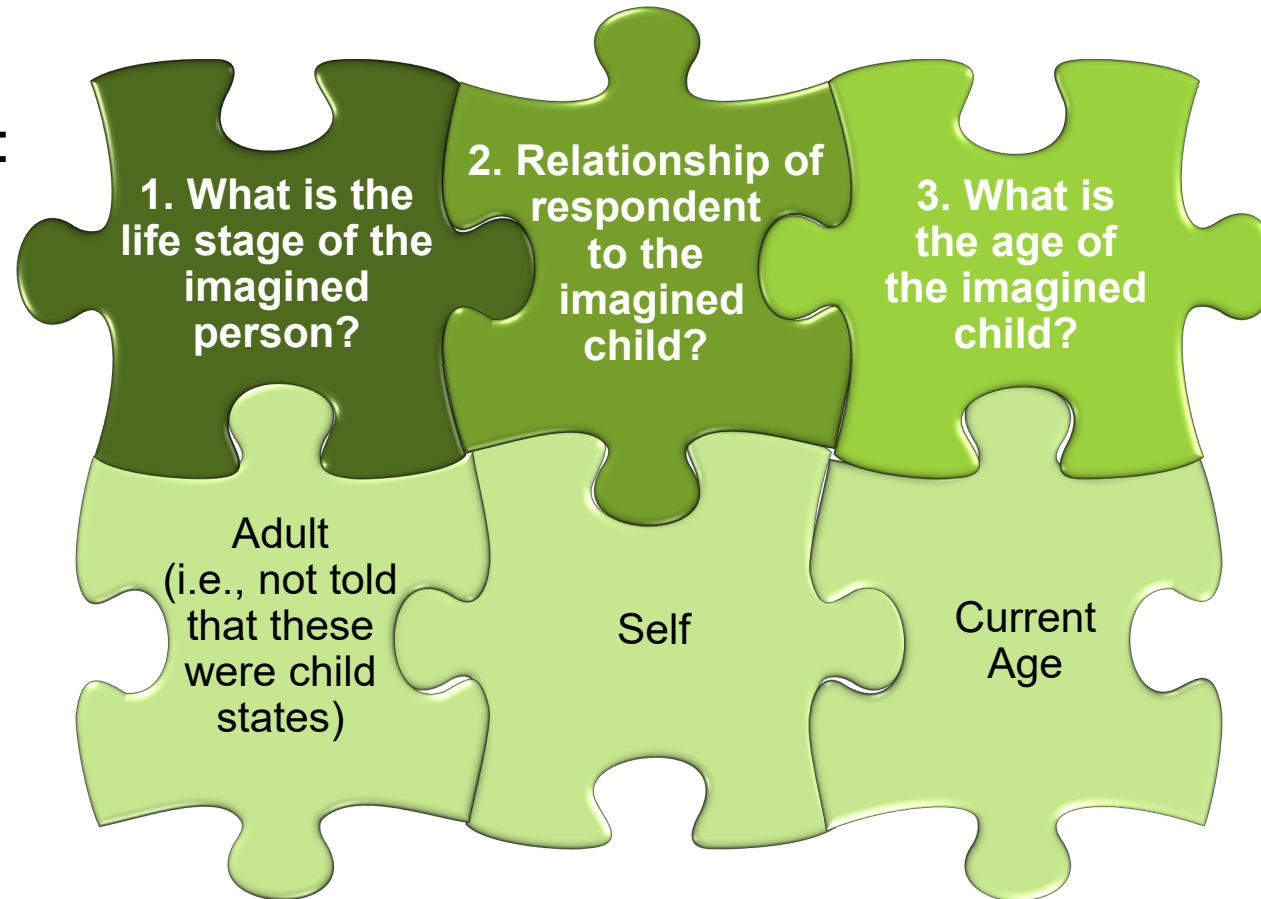 :
1. What is the
life stage of the
imagined
person?
2. Relationship of
respondent
to the
imagined
child?
3. What is
the age of
the imagined
child?
Adult
(i.e., not told
that these
were child
states)
Self
Current
Age